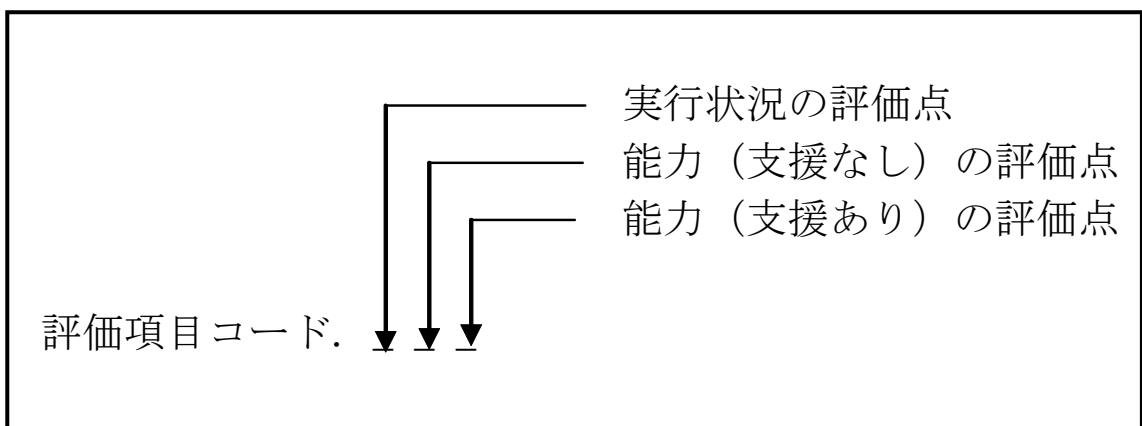 実行状況の評価点
能力（支援なし）の評価点
能力（支援あり）の評価点
評価項目コード. _ _ _